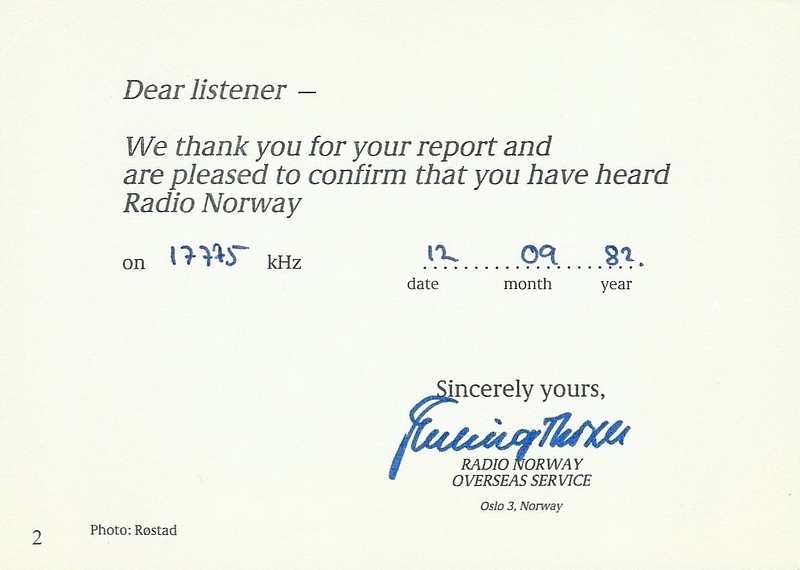 Dear listener —
We thank you for your report and
are pleased to confirm that you have heard
Radio Norway
on 17775 kHz
12 09 82.
date month year
Sincerely yours,
RADIO NORWAY
OVERSEAS SERVICE
Oslo 3, Norway
Photo: Røstad
2